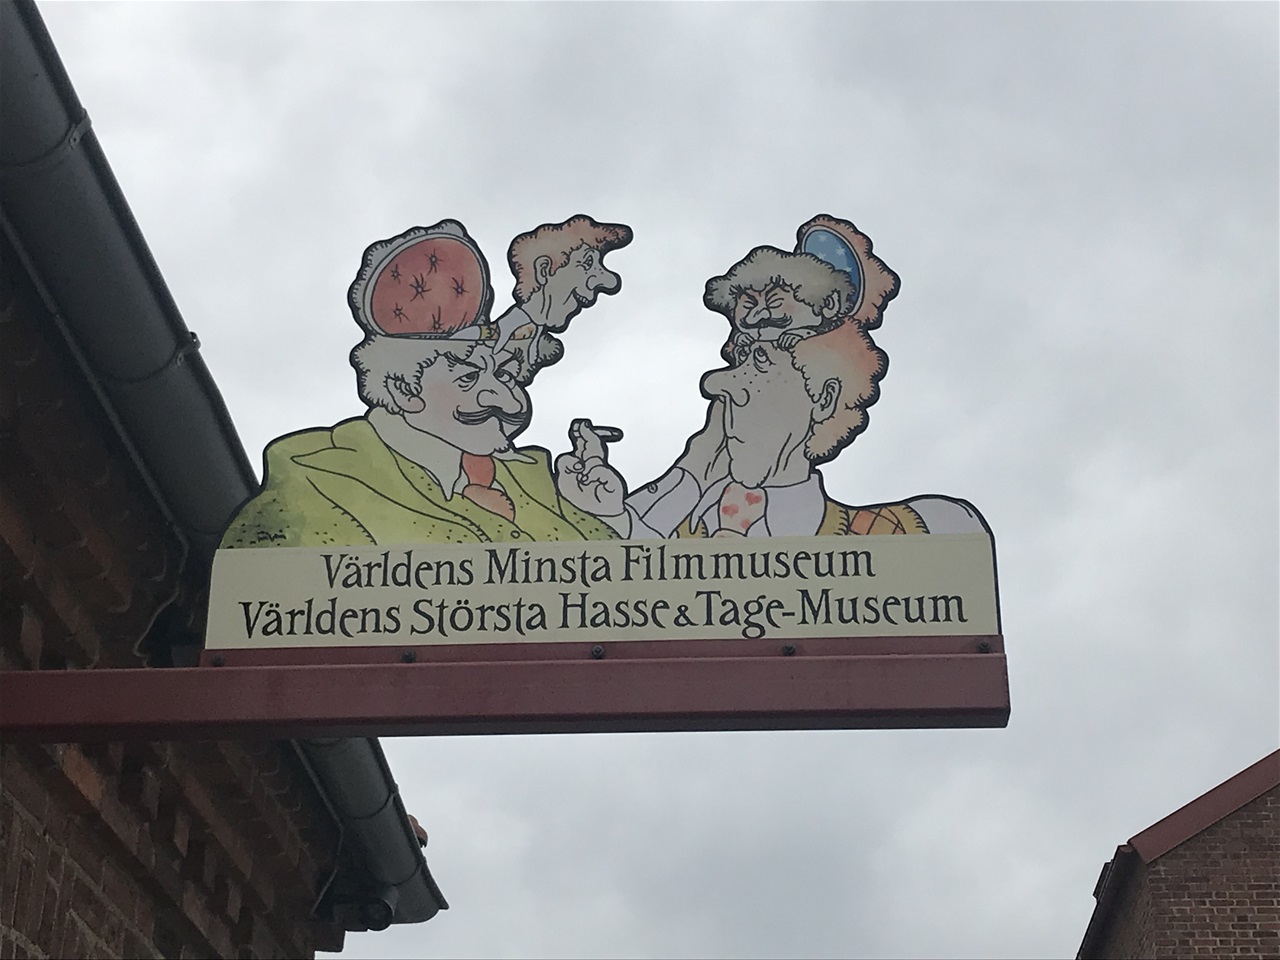 Världens Minsta Filmmuseum
Världens Största Hasse & Tage-Museum